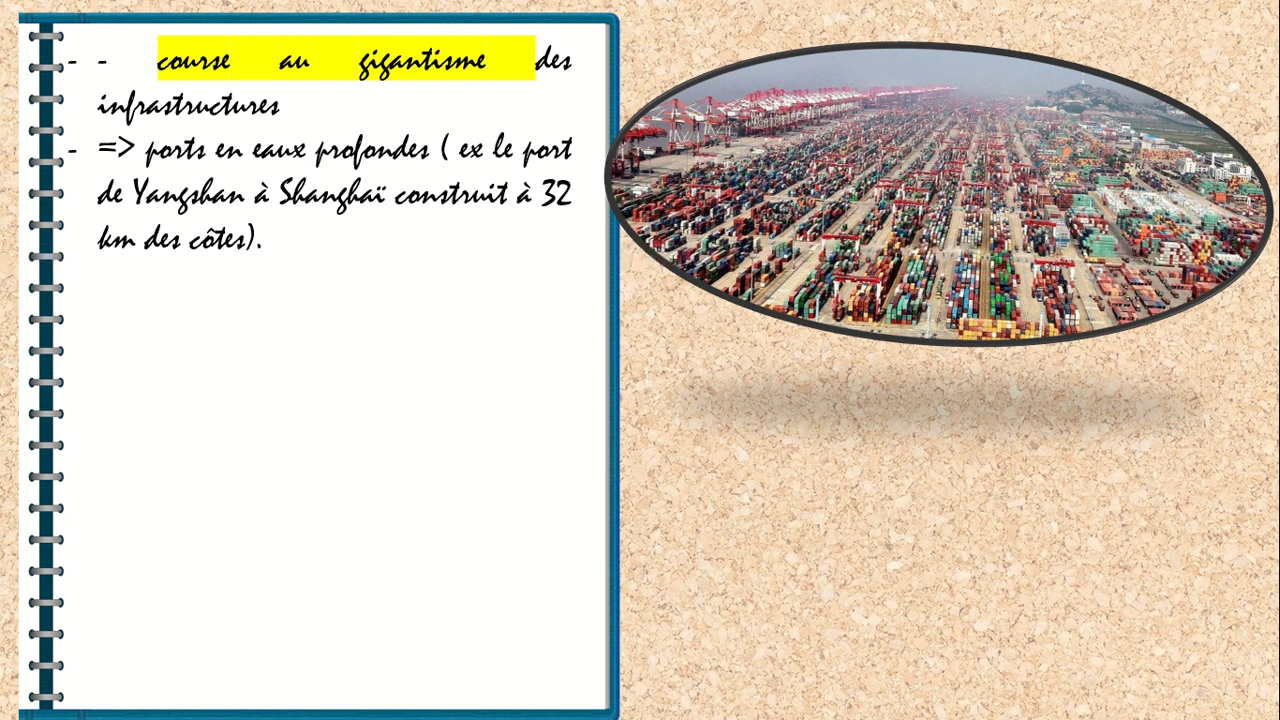 - - course au gigantisme des
infrastructures
- => ports en eaux profondes ( ex le port
de Yangshan à Shanghaï construit à 32
km des côtes).